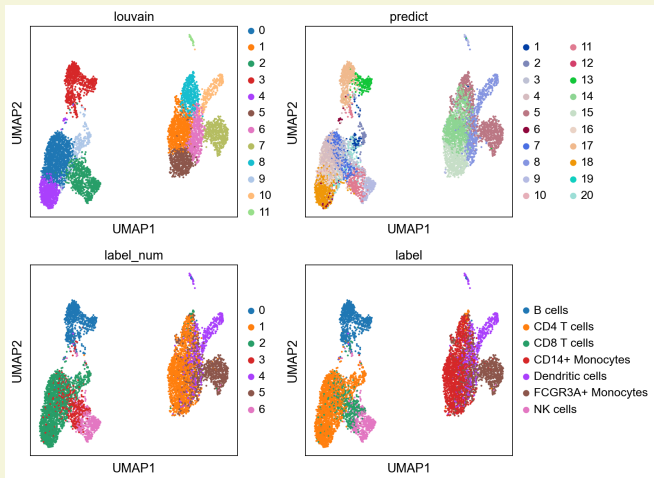 louvain
UMAP2
UMAP1
0
1
2
3
4
5
6
7
8
9
10
11
predict
UMAP2
UMAP1
1 11
2 12
3 13
4 14
5 15
6 16
7 17
8 18
9 19
10 20
label_num
UMAP2
UMAP1
0
1
2
3
4
5
6
label
UMAP2
UMAP1
B cells
CD4 T cells
CD8 T cells
CD14+ Monocytes
Dendritic cells
FCGR3A+ Monocytes
NK cells